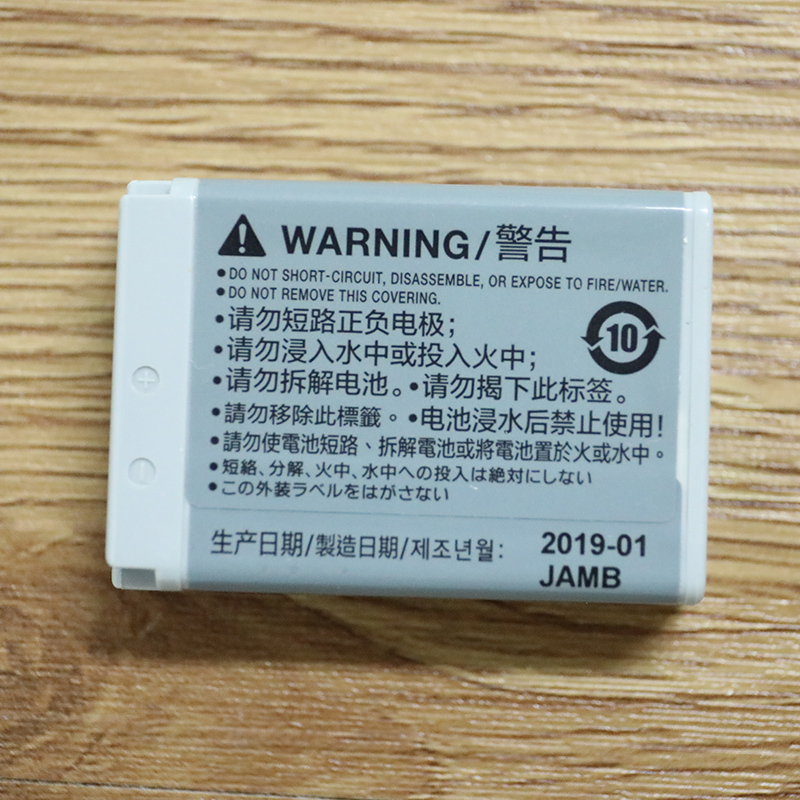 WARNING/警告
•DO NOT SHORT-CIRCUIT, DISASSEMBLE, OR EXPOSE TO FIRE/WATER.
•DO NOT REMOVE THIS COVERING.
•请勿短路正负电极；
•请勿浸入水中或投入火中；
10
•请勿拆解电池。•请勿揭下此标签。
•請勿移除此標籤。•电池浸水后禁止使用！
•請勿使電池短路、拆解電池或將電池置於火或水中。
•短絡、分解、火中、水中への投入は絶対にしない
•この外装ラベルをはがさない
生产日期/製造日期/제조년월: 2019-01
JAMB
+
−